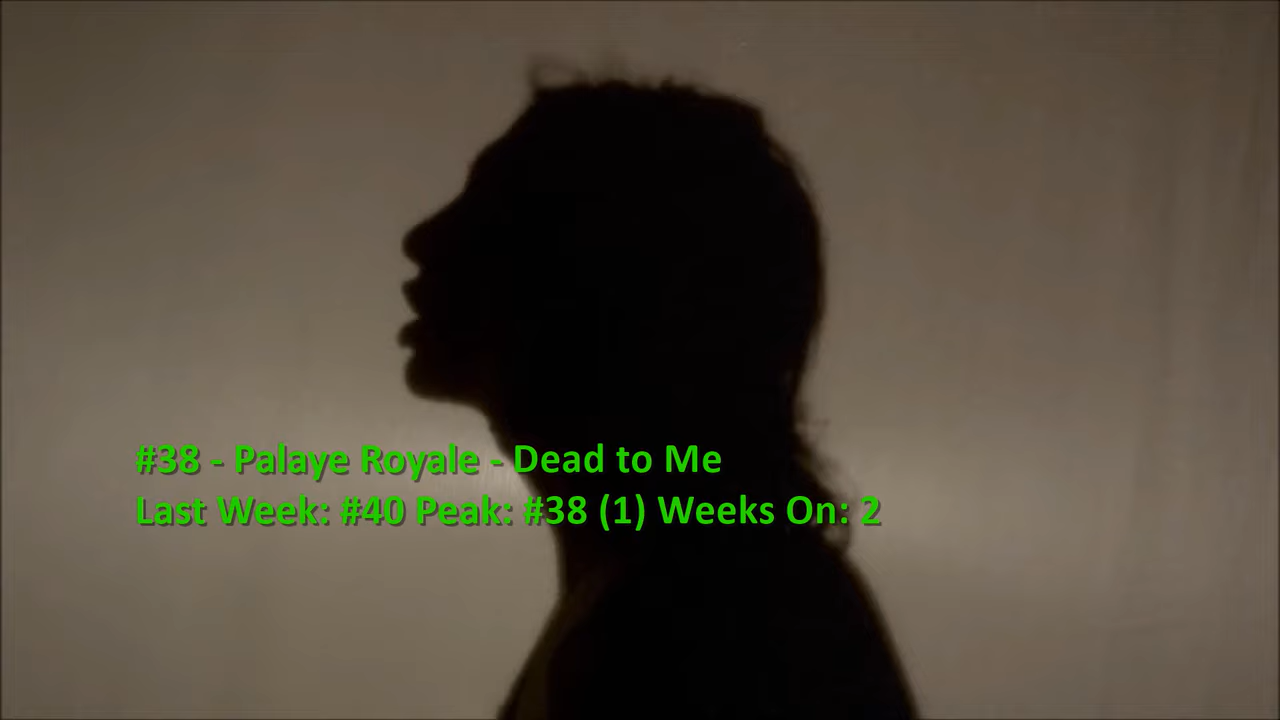 #38 - Palaye Royale - Dead to Me
Last Week: #40 Peak: #38 (1) Weeks On: 2